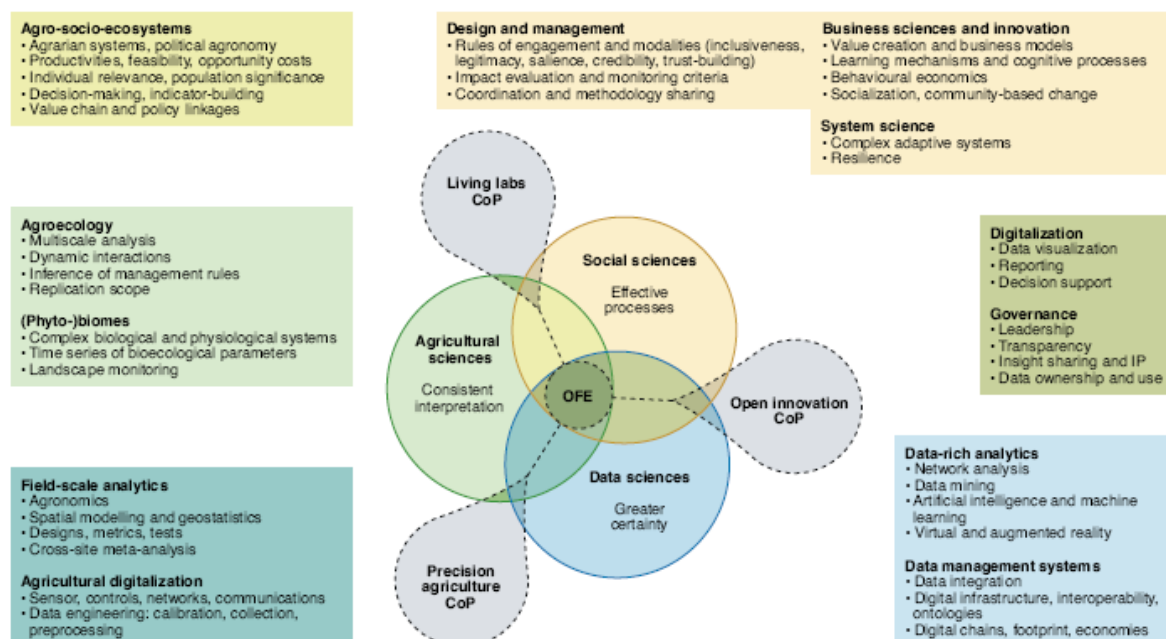 Agro-socio-ecosystems
• Agrarian systems, political agronomy
• Productivities, feasibility, opportunity costs
• Individual relevance, population significance
• Decision-making, indicator-building
• Value chain and policy linkages
Design and management
• Rules of engagement and modalities (inclusiveness,
legitimacy, salience, credibility, trust-building)
• Impact evaluation and monitoring criteria
• Coordination and methodology sharing
Business sciences and innovation
• Value creation and business models
• Learning mechanisms and cognitive processes
• Behavioural economics
• Socialization, community-based change
System science
• Complex adaptive systems
• Resilience
Living labs
CoP
Agroecology
• Multiscale analysis
• Dynamic interactions
• Inference of management rules
• Replication scope
(Phyto-)biomes
• Complex biological and physiological systems
• Time series of bioecological parameters
• Landscape monitoring
Social sciences
Effective
processes
Agricultural
sciences
Consistent
interpretation
OFE
Open innovation
CoP
Digitalization
• Data visualization
• Reporting
• Decision support
Governance
• Leadership
• Transparency
• Insight sharing and IP
• Data ownership and use
Data sciences
Greater
certainty
Precision
agriculture
CoP
Field-scale analytics
• Agronomics
• Spatial modelling and geostatistics
• Designs, metrics, tests
• Cross-site meta-analysis
Agricultural digitalization
• Sensor, controls, networks, communications
• Data engineering: calibration, collection,
preprocessing
Data-rich analytics
• Network analysis
• Data mining
• Artificial intelligence and machine
learning
• Virtual and augmented reality
Data management systems
• Data integration
• Digital infrastructure, interoperability,
ontologies
• Digital chains, footprint, economies